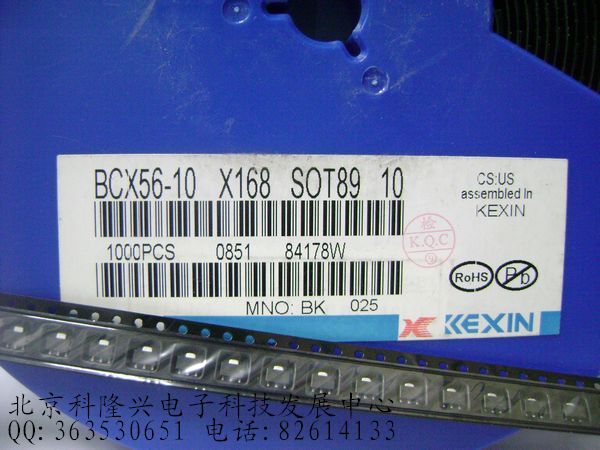 BCX56-10 X168 SOT89 10
CS:US
assembled In
KEXIN
检
K.Q.C
1000PCS 0851 84178W
RoHS
Pb
MNO: BK 025
KEXIN
北京科隆兴电子科技发展中心
QQ:363530651 电话:82614133